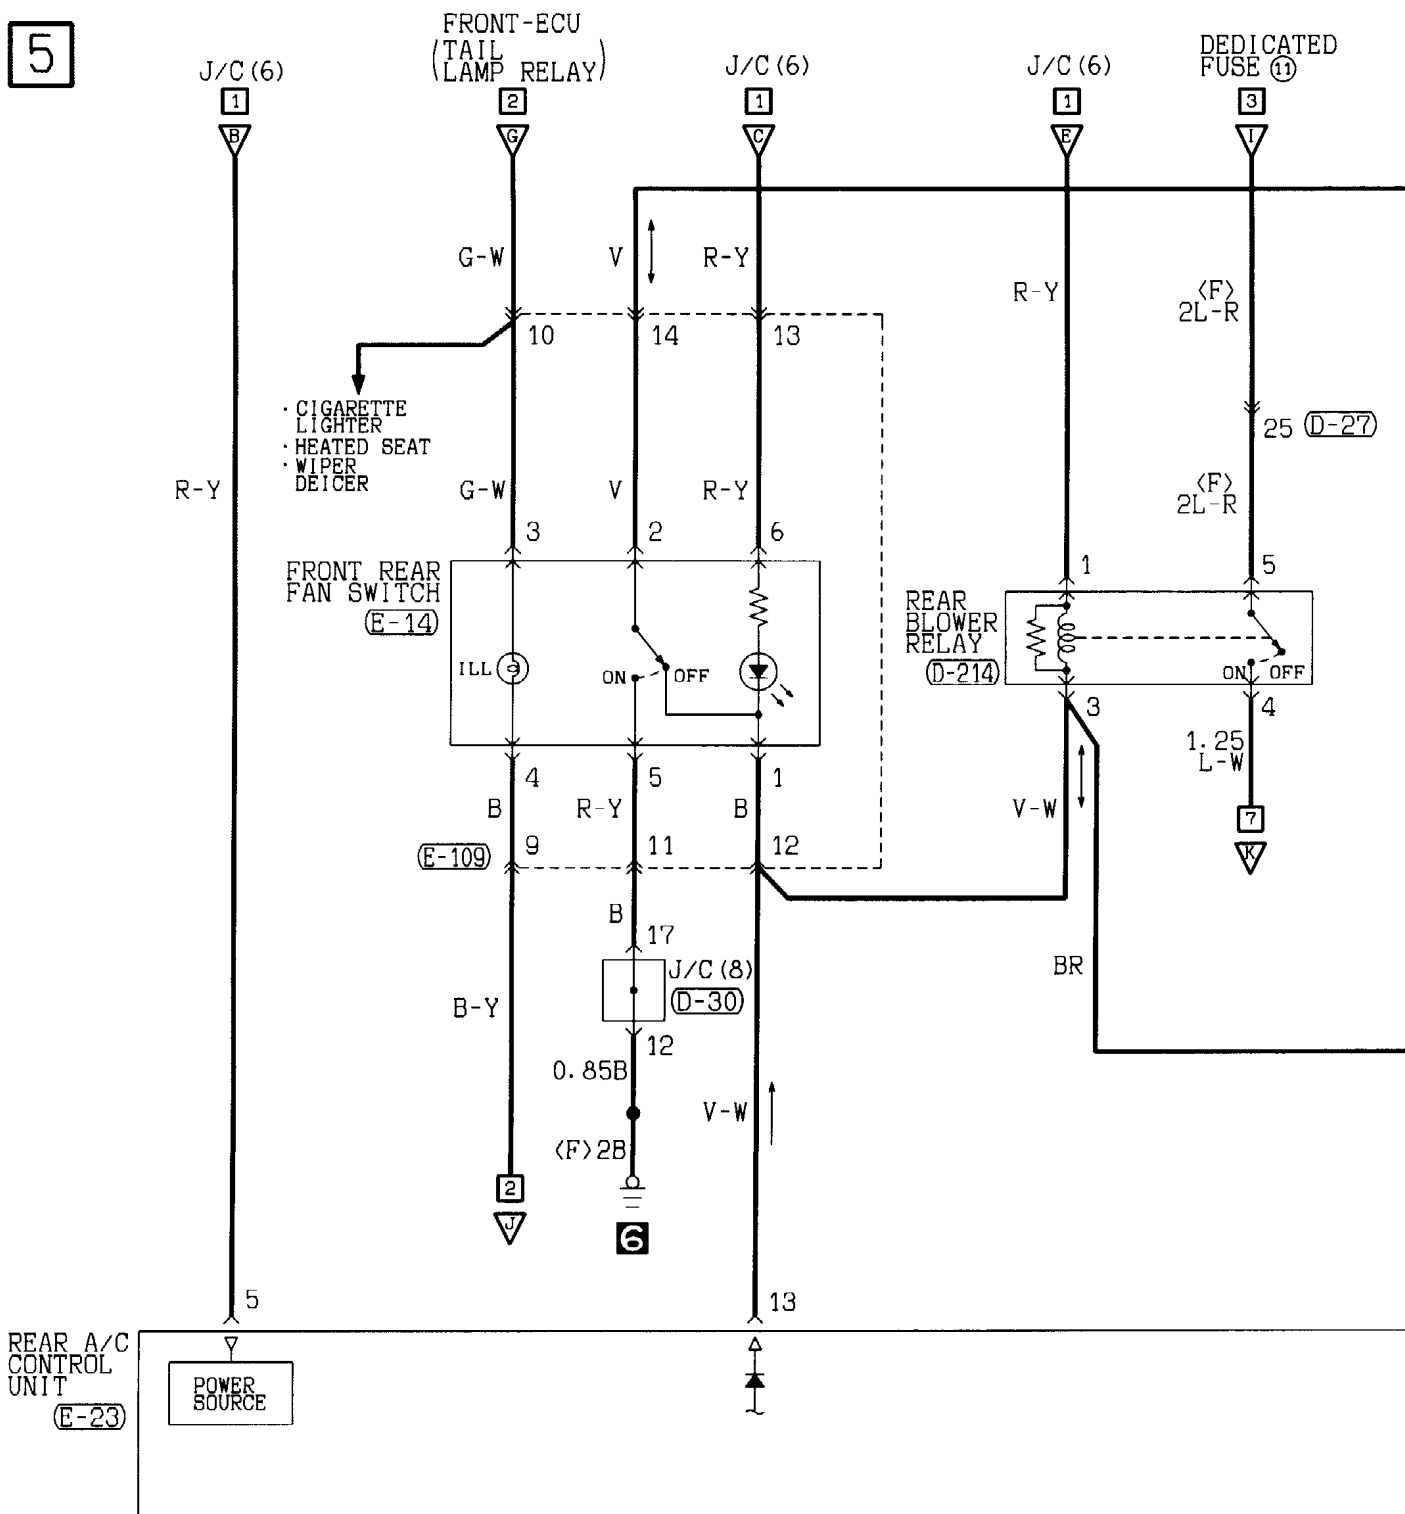 5
J/C(6)
1
B
FRONT-ECU
(TAIL
LAMP RELAY)
2
G
J/C(6)
1
C
J/C(6)
1
E
DEDICATED
FUSE ⑪
3
I
G-W
V
R-Y
R-Y
<F>
2L-R
10
14
13
· CIGARETTE
LIGHTER
· HEATED SEAT
· WIPER
DEICER
25
D-27
R-Y
G-W
V
R-Y
<F>
2L-R
3
2
6
1
5
FRONT REAR
FAN SWITCH
E-14
ILL
ON
OFF
REAR
BLOWER
RELAY
D-214
ON
OFF
4
5
1
3
4
B
R-Y
B
V-W
1.25
L-W
7
K
E-109
9
11
12
B
17
J/C(8)
D-30
B-Y
BR
12
0.85B
V-W
<F>2B
2
J
6
5
13
REAR A/C
CONTROL
UNIT
E-23
POWER
SOURCE